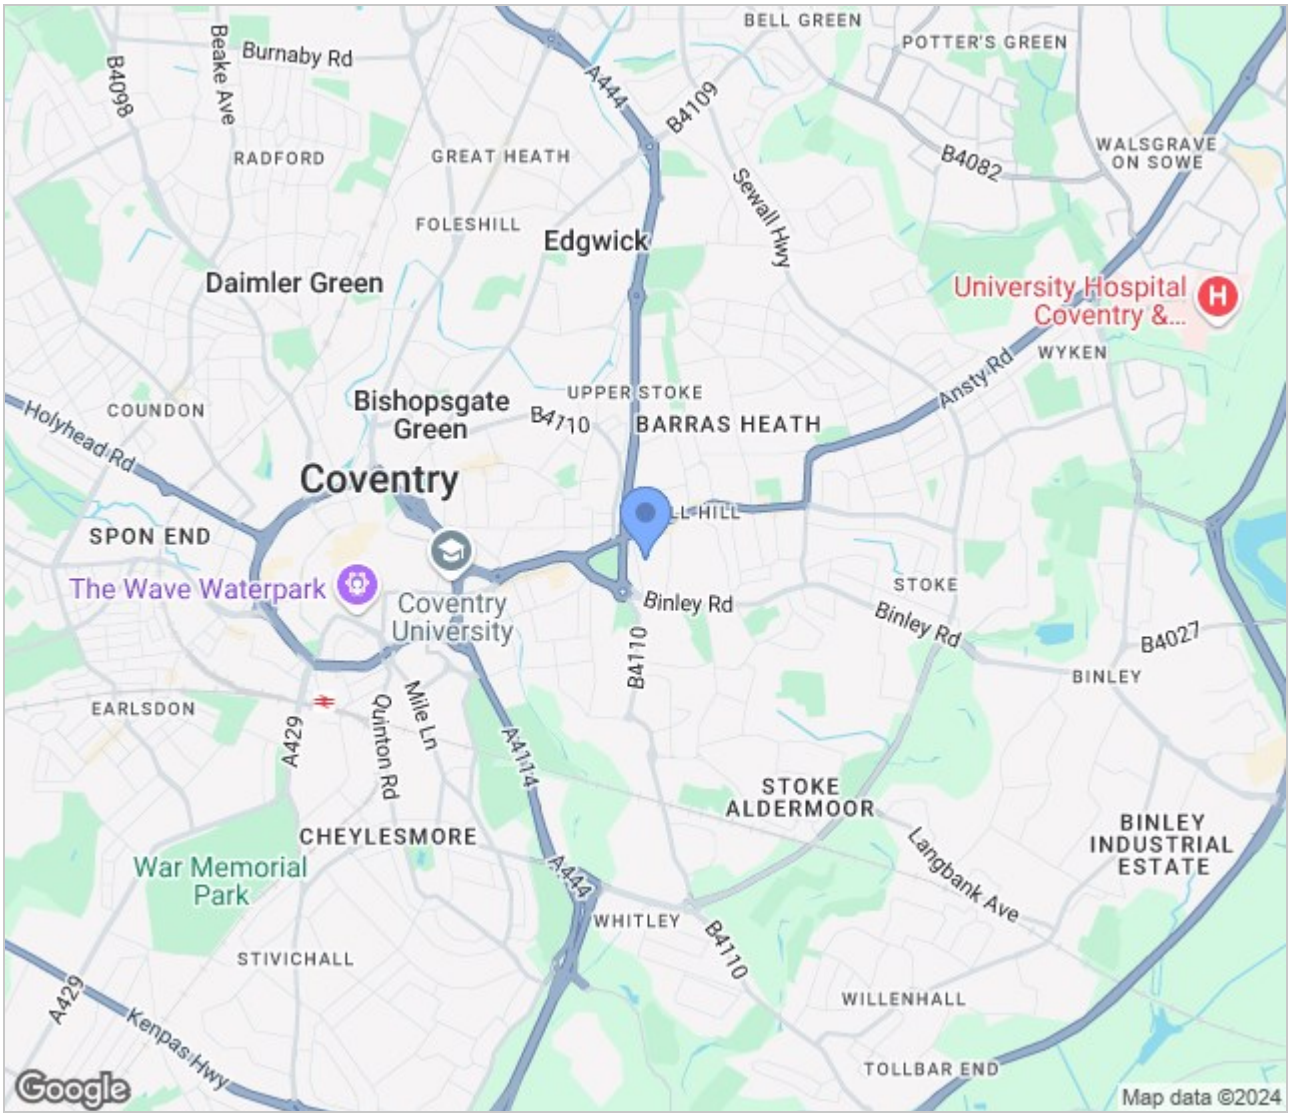 BELL GREEN
POTTER'S GREEN
Burnaby Rd
Beake Ave
B4098
A444
B4109
RADFORD
GREAT HEATH
B4082
WALSGRAVE
ON SOWE
Sewall Hwy
FOLESHILL
Edgwick
Daimler Green
University Hospital
Coventry &...
H
WYKEN
Ansty Rd
UPPER STOKE
Bishopsgate
Green
B4110
BARRAS HEATH
COUNDON
Holyhead Rd
Coventry
LL HILL
SPON END
The Wave Waterpark
Coventry
University
Binley Rd
STOKE
Binley Rd
B4110
B4027
BINLEY
EARLSDON
A429
Quinton Rd
Mile Ln
A4114
STOKE
ALDERMOOR
CHEYLESMORE
BINLEY
INDUSTRIAL
ESTATE
War Memorial
Park
A444
Langbank Ave
WHITLEY
B4110
STIVICHALL
A429
WILLENHALL
Kenpas Hwy
TOLLBAR END
Google
Map data ©2024